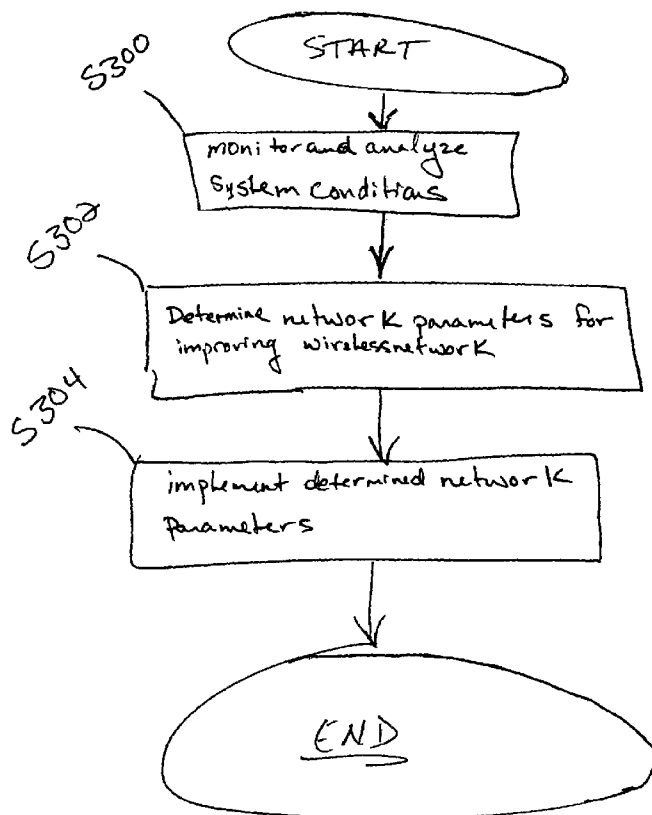 START
S300
monitor and analyze
system conditions
S302
Determine network parameters for
improving wireless network
S304
implement determined network
parameters
END